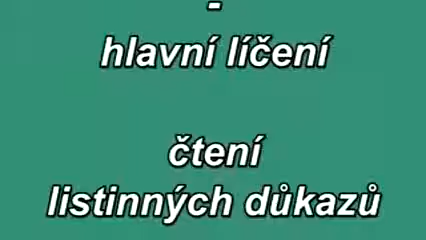 -
hlavní líčení
čtení
listinných důkazů